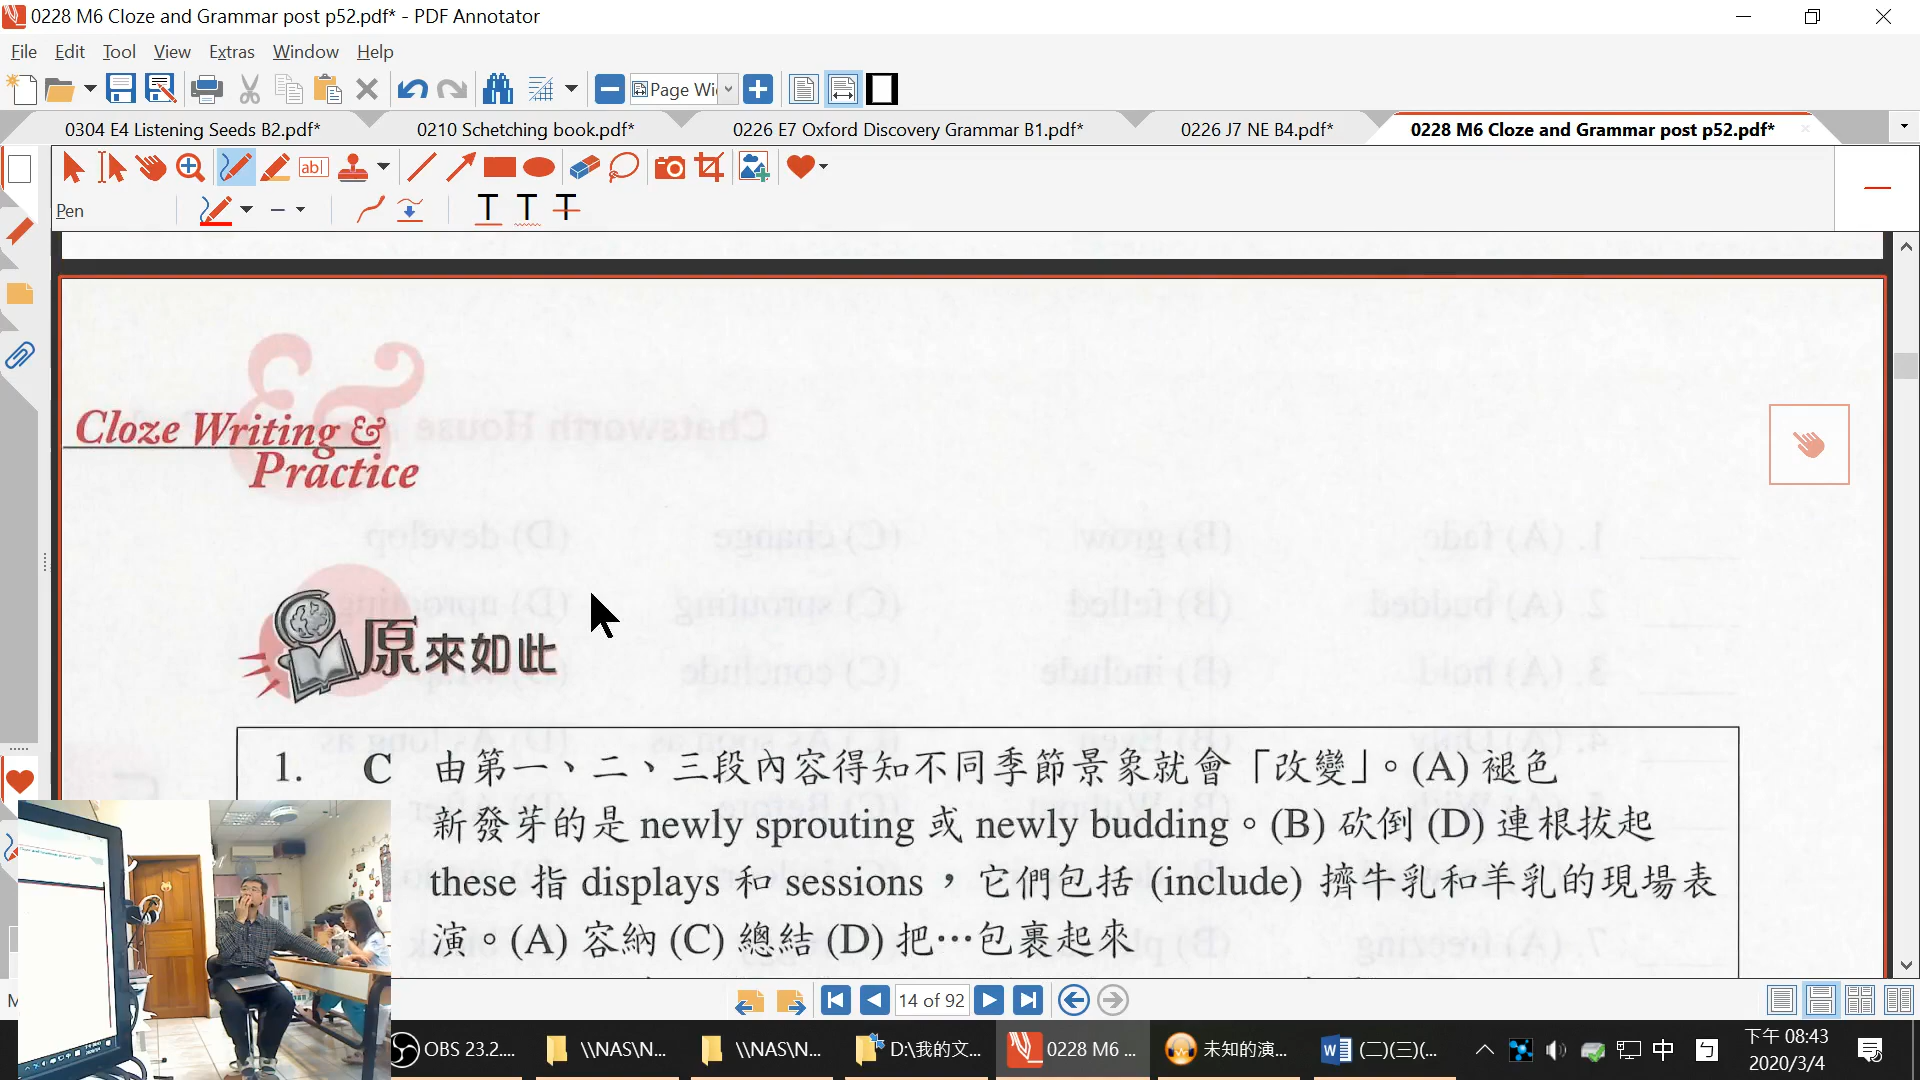 0228 M6 Cloze and Grammar post p52.pdf* - PDF Annotator
File Edit Tool View Extras Window Help
Page Wi
0304 E4 Listening Seeds B2.pdf* 0210 Schetching book.pdf* 0226 E7 Oxford Discovery Grammar B1.pdf* 0226 J7 NE B4.pdf* 0228 M6 Cloze and Grammar post p52.pdf*
Pen
Cloze Writing &
Practice
原來如此
1. C 由第一、二、三段內容得知不同季節景象就會「改變」。(A) 褪色
新發芽的是 newly sprouting 或 newly budding。(B) 砍倒 (D) 連根拔起
these 指 displays 和 sessions，它們包括 (include) 擠牛乳和羊乳的現場表
演。(A) 容納 (C) 總結 (D) 把…包裹起來
14 of 92
OBS 23.2.... \\NAS\N... \\NAS\N... D:\我的文... 0228 M6 ... 未知的演... (二)(三)(... 中 ㄅ 下午 08:43
2020/3/4